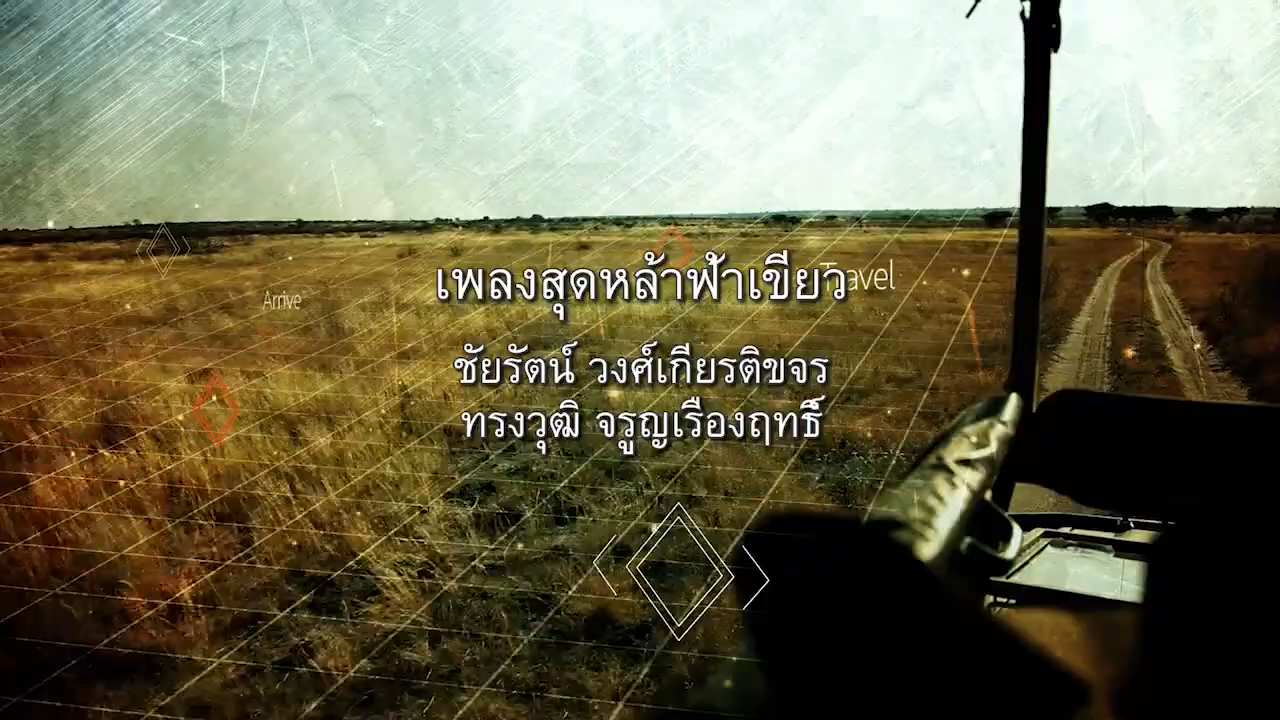 เพลงสุดหล้าฟ้าเขียว
Travel
Arrive
ชัยรัตน์ วงศ์เกียรติขจร
ทรงวุฒิ จรูญเรืองฤทธิ์